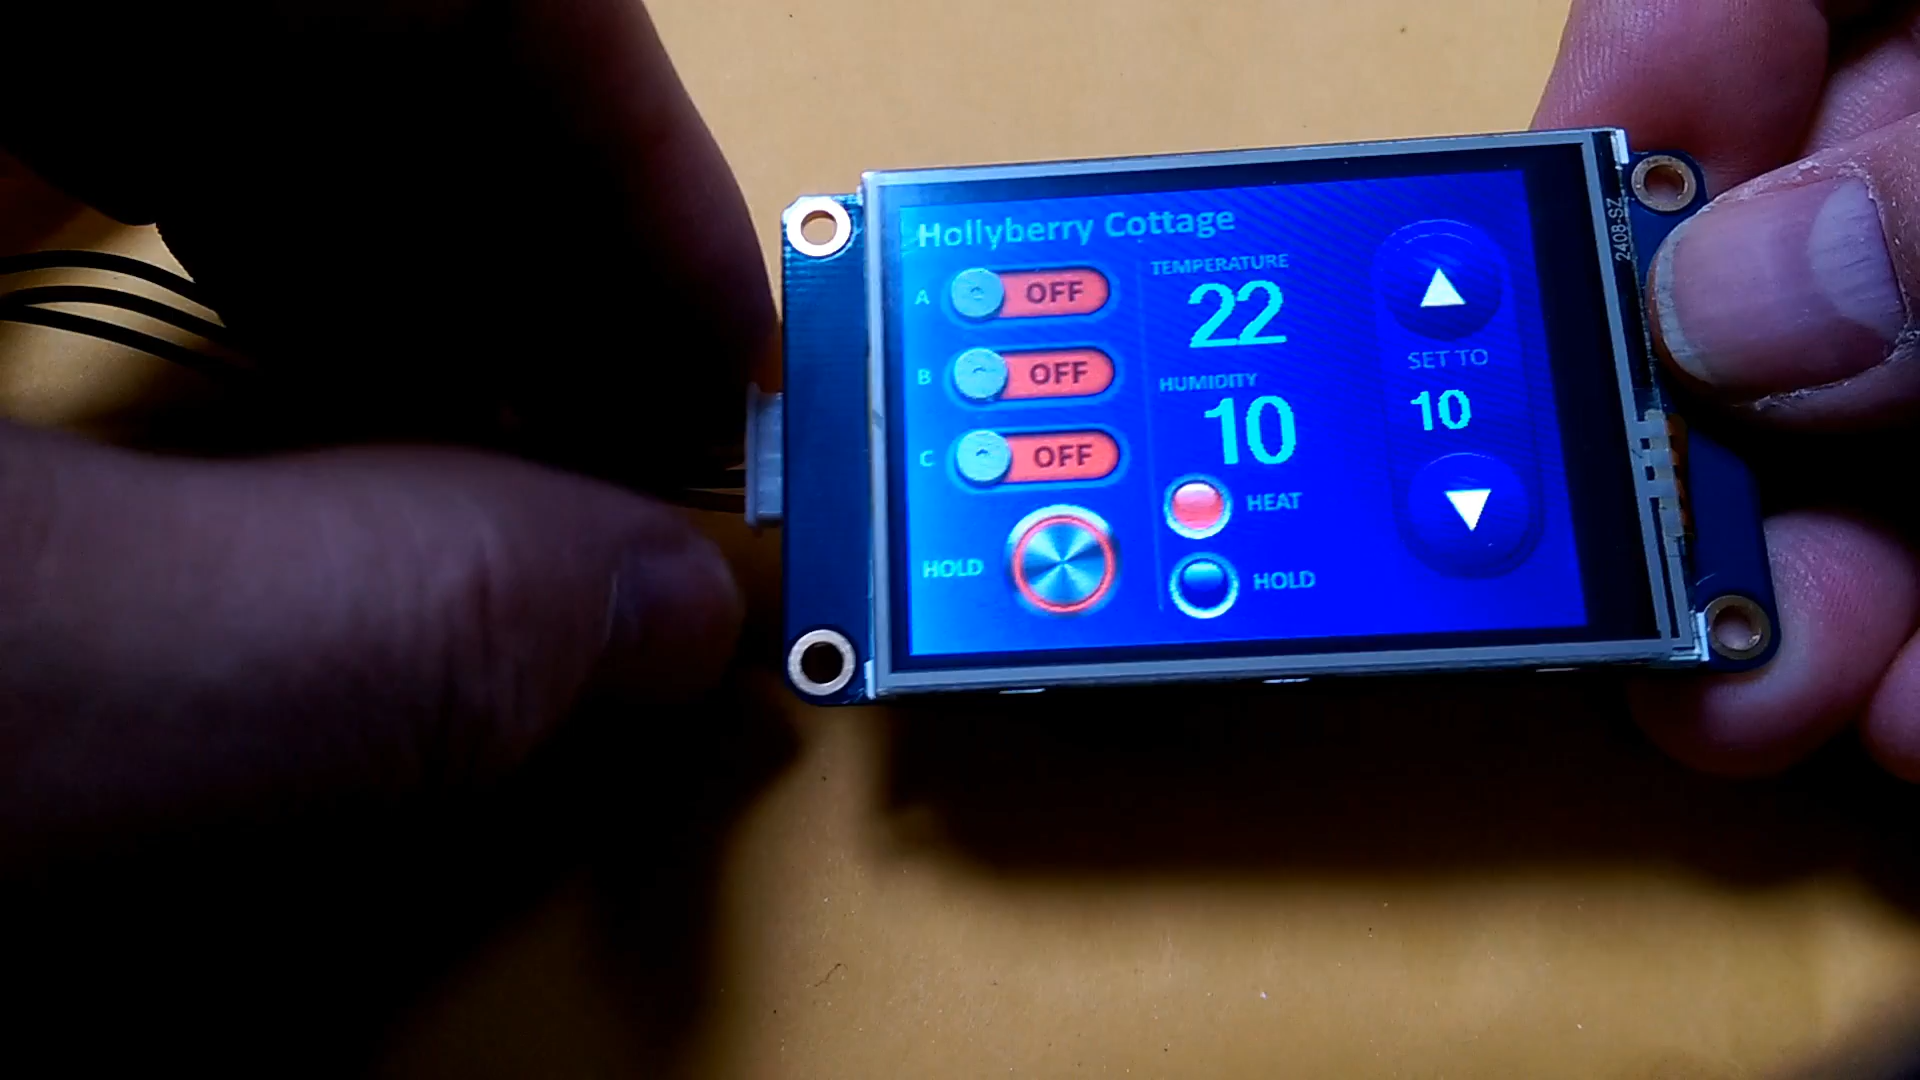 Hollyberry Cottage
A OFF
B OFF
C OFF
HOLD
TEMPERATURE
22
HUMIDITY
10
HEAT
HOLD
SET TO
10
2408-SZ